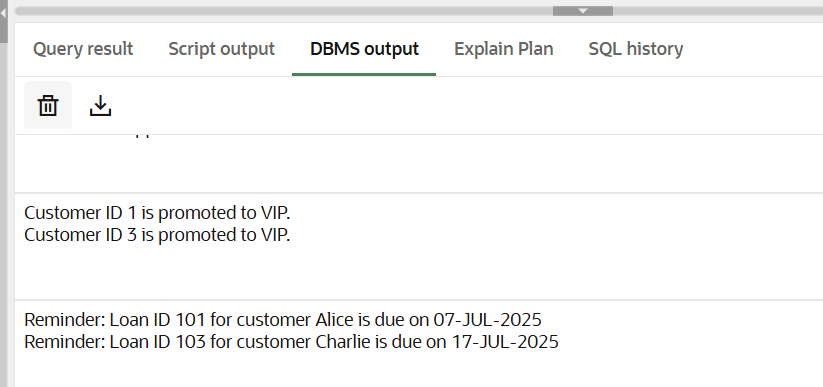 Query result Script output DBMS output Explain Plan SQL history
Customer ID 1 is promoted to VIP.
Customer ID 3 is promoted to VIP.
Reminder: Loan ID 101 for customer Alice is due on 07-JUL-2025
Reminder: Loan ID 103 for customer Charlie is due on 17-JUL-2025